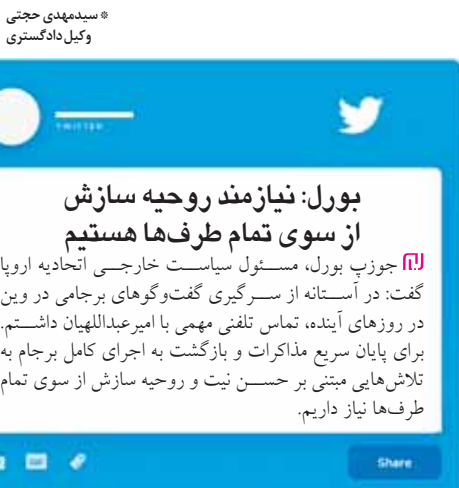 * سیدمهدی حجتی
وکیل دادگستری
TWITTER
بورل: نیازمند روحیه سازش
از سوی تمام طرف‌ها هستیم
جوزپ بورل، مسئول سیاست خارجی اتحادیه اروپا
گفت: در آستانه از سرگیری گفت‌وگوهای برجامی در وین
در روزهای آینده، تماس تلفنی مهمی با امیرعبداللهیان داشتم.
برای پایان سریع مذاکرات و بازگشت به اجرای کامل برجام به
تلاش‌هایی مبتنی بر حسن نیت و روحیه سازش از سوی تمام
طرف‌ها نیاز داریم.
Share